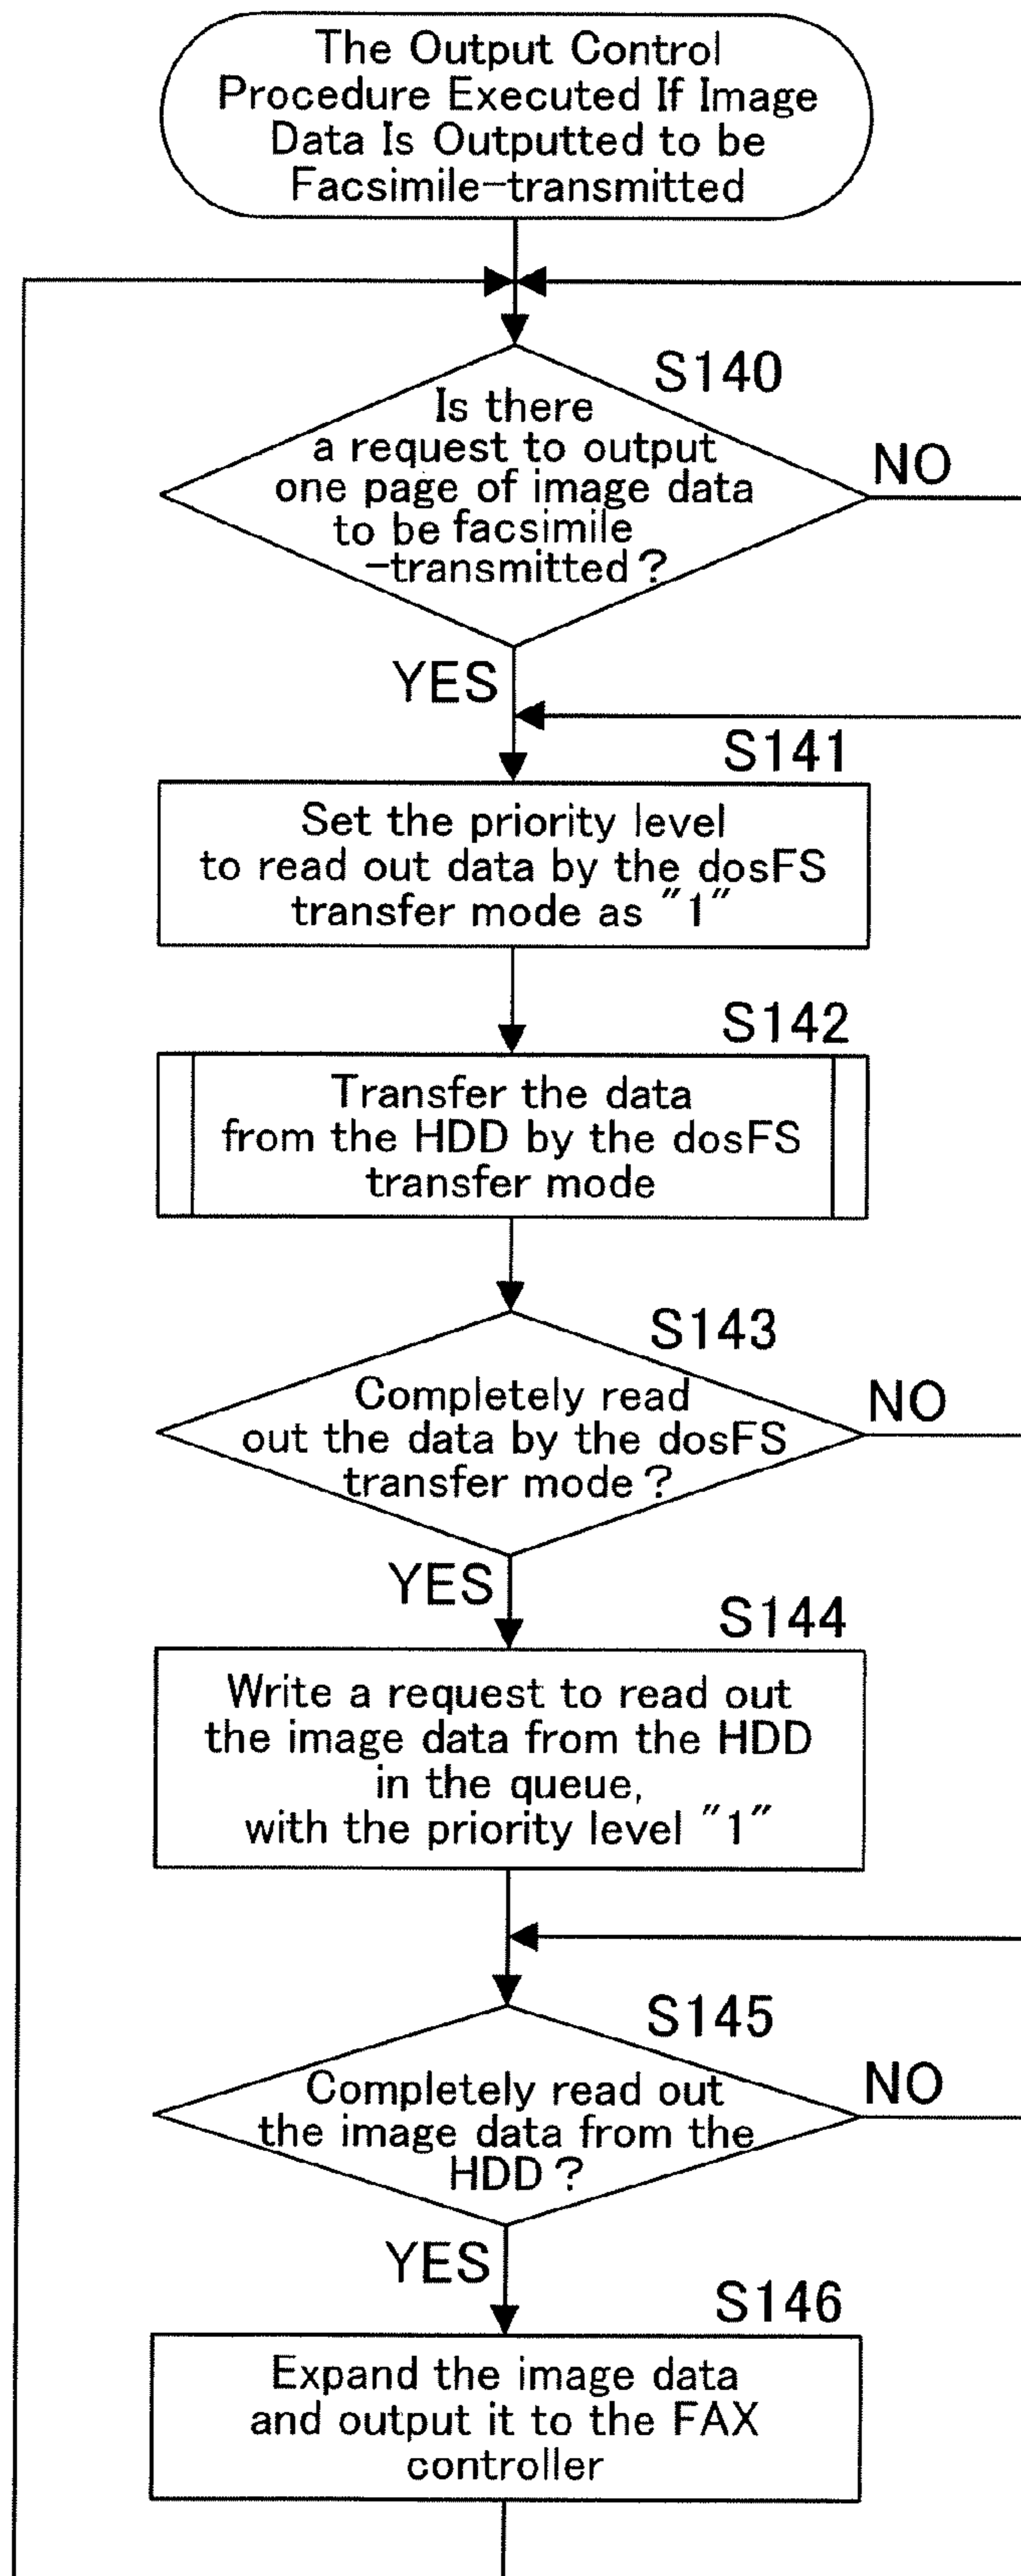 The Output Control
Procedure Executed If Image
Data Is Outputted to be
Facsimile-transmitted
S140
Is there
a request to output
one page of image data
to be facsimile
-transmitted?
NO
YES
S141
Set the priority level
to read out data by the dosFS
transfer mode as "1"
S142
Transfer the data
from the HDD by the dosFS
transfer mode
S143
Completely read
out the data by the dosFS
transfer mode?
NO
YES
S144
Write a request to read out
the image data from the HDD
in the queue,
with the priority level "1"
S145
Completely read out
the image data from the
HDD?
NO
YES
S146
Expand the image data
and output it to the FAX
controller